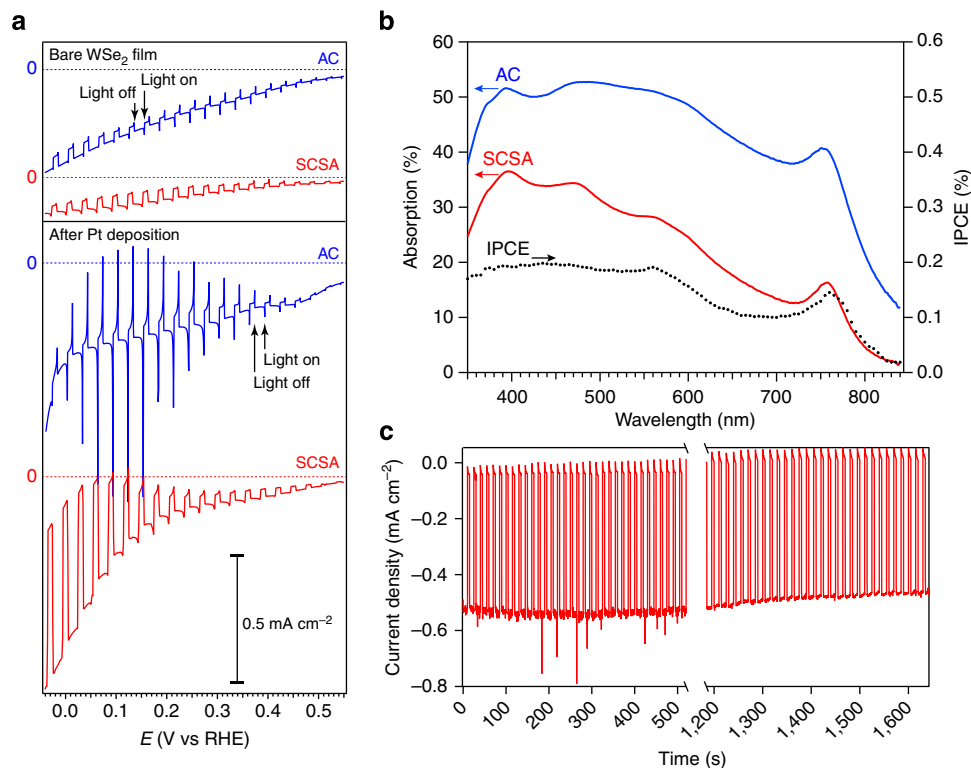 a
Bare WSe₂ film
AC
0
Light on
Light off
SCSA
0
After Pt deposition
AC
0
Light on
Light off
SCSA
0
0.5 mA cm⁻²
0.0 0.1 0.2 0.3 0.4 0.5
E (V vs RHE)
b
60 50 40 30 20 10 0
Absorption (%)
AC
SCSA
IPCE
0.6 0.5 0.4 0.3 0.2 0.1 0.0
IPCE (%)
400 500 600 700 800
Wavelength (nm)
c
0.0 –0.2 –0.4 –0.6 –0.8
Current density (mA cm⁻²)
0 100 200 300 400 500 1,200 1,300 1,400 1,500 1,600
Time (s)